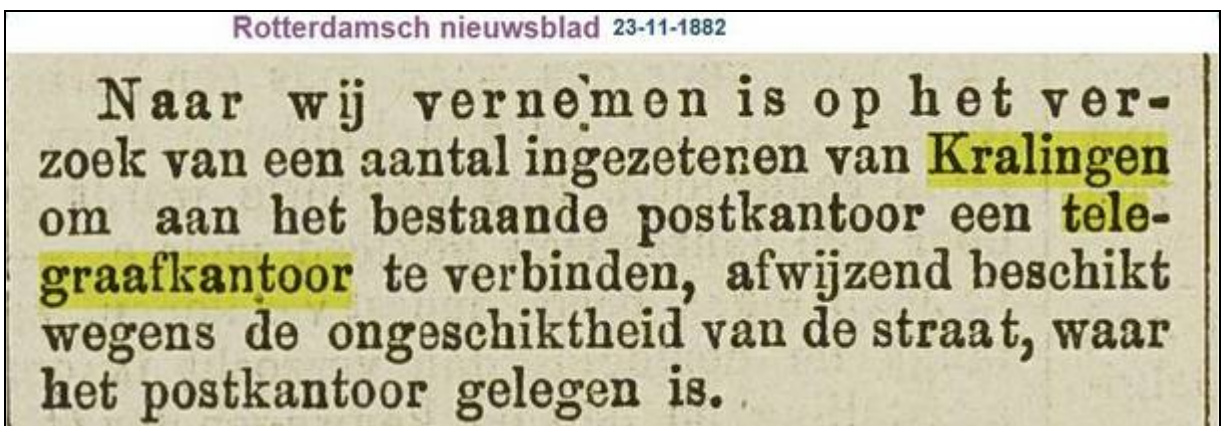 Rotterdamsch nieuwsblad 23-11-1882
Naar wij vernemen is op het ver-
zoek van een aantal ingezetenen van Kralingen
om aan het bestaande postkantoor een tele-
graafkantoor te verbinden, afwijzend beschikt
wegens de ongeschiktheid van de straat, waar
het postkantoor gelegen is.